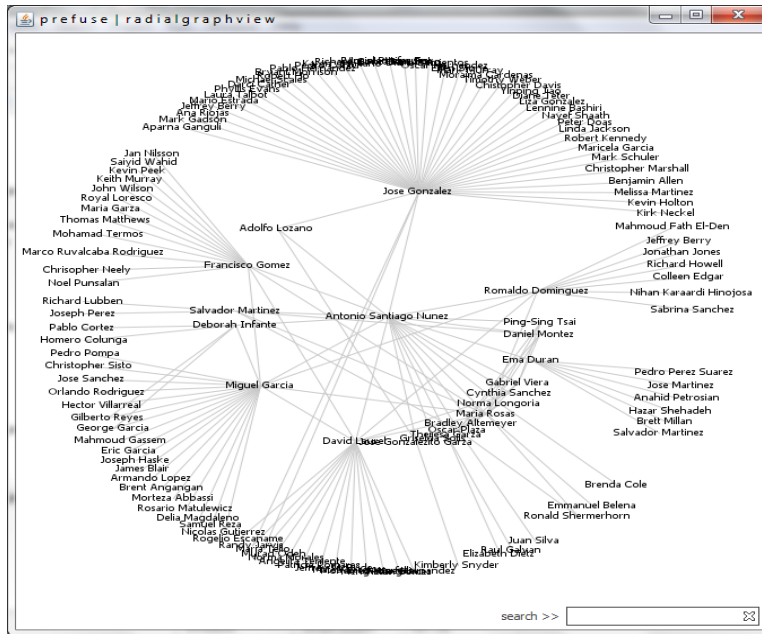 prefuse | radialgraphview
Phyllis Evans
Laura Talbot
Mario Estrada
Jeffrey Berry
Ana Riojas
Mark Gadson
Aparna Ganguli
Moraima Cardenas
Timothy Weber
Chistopher Davis
Yinping Jiao
Diane Teter
Liza Gonzalez
Lennine Bashiri
Nayef Shaath
Peter Doas
Linda Jackson
Robert Kennedy
Maricela Garcia
Mark Schuler
Christopher Marshall
Benjamin Allen
Melissa Martinez
Kevin Holton
Kirk Neckel
Mahmoud Fath El-Den
Jeffrey Berry
Jonathan Jones
Richard Howell
Colleen Edgar
Nihan Karaardi Hinojosa
Sabrina Sanchez
Jan Nilsson
Saiyid Wahid
Kevin Peek
Keith Murray
John Wilson
Royal Loresco
Maria Garza
Thomas Matthews
Mohamad Termos
Marco Ruvalcaba Rodriguez
Chrisopher Neely
Noel Punsalan
Richard Lubben
Joseph Perez
Pablo Cortez
Homero Colunga
Pedro Pompa
Christopher Sisto
Jose Sanchez
Orlando Rodriguez
Hector Villarreal
Gilberto Reyes
George Garcia
Mahmoud Gassem
Eric Garcia
Joseph Haske
James Blair
Armando Lopez
Brent Angangan
Morteza Abbassi
Rosario Matulewicz
Delia Magdaleno
Samuel Reza
Nicolas Gutierrez
Rogelio Escaname
Jose Gonzalez
Adolfo Lozano
Francisco Gomez
Romaldo Dominguez
Salvador Martinez
Antonio Santiago Nunez
Deborah Infante
Ping-Sing Tsai
Daniel Montez
Ema Duran
Miguel Garcia
Gabriel Viera
Cynthia Sanchez
Norma Longoria
Maria Rosas
Bradley Altemeyer
Oscar Plaza
Pedro Perez Suarez
Jose Martinez
Anahid Petrosian
Hazar Shehadeh
Brett Millan
Salvador Martinez
Brenda Cole
Emmanuel Belena
Ronald Shermerhorn
Juan Silva
Raul Galvan
Elizabeth Dietz
Kimberly Snyder
search >>